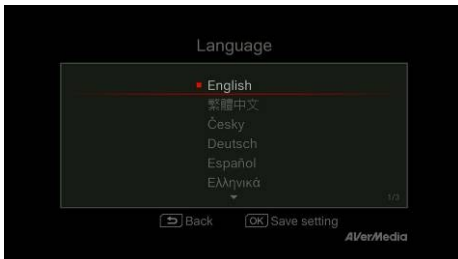 Language
English
繁體中文
Česky
Deutsch
Español
Ελληνικά
1/3
Back OK Save setting
AVerMedia